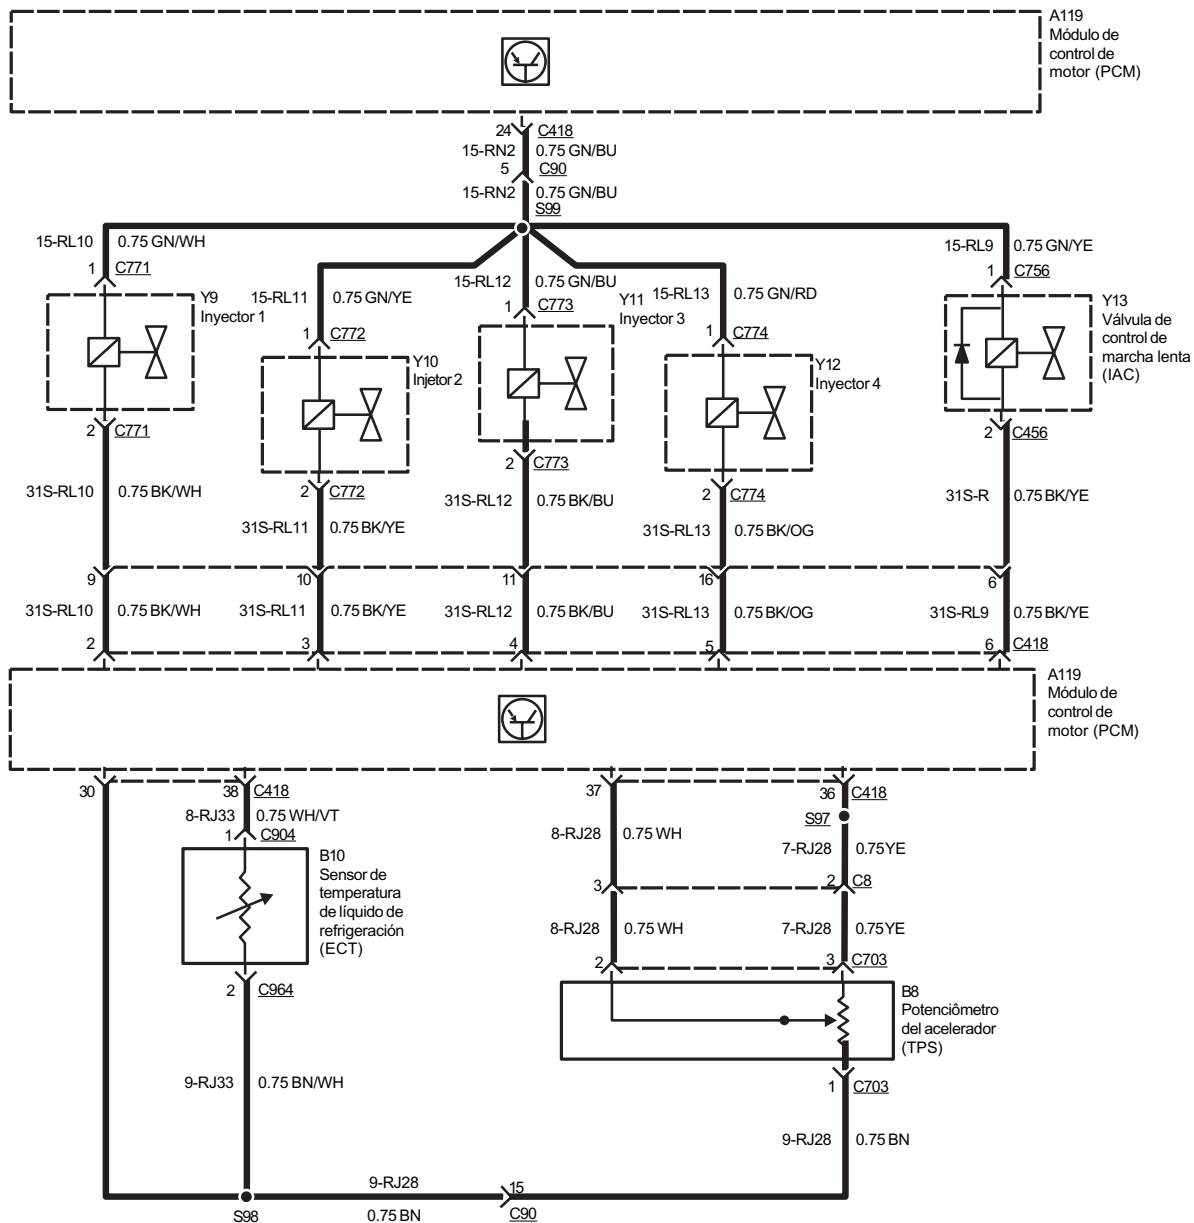 A119
Módulo de
control de
motor (PCM)
24 C418
15-RN2 0.75 GN/BU
5 C90
15-RN2 0.75 GN/BU
S99
15-RL10 0.75 GN/WH
1 C771
Y9
Inyector 1
15-RL11 0.75 GN/YE
1 C772
Y10
Injetor 2
15-RL12 0.75 GN/BU
1 C773
Y11
Inyector 3
15-RL13 0.75 GN/RD
1 C774
Y12
Inyector 4
15-RL9 0.75 GN/YE
1 C756
Y13
Válvula de
control de
marcha lenta
(IAC)
2 C771
2 C772
2 C773
2 C774
2 C456
31S-RL10 0.75 BK/WH
31S-RL11 0.75 BK/YE
31S-RL12 0.75 BK/BU
31S-RL13 0.75 BK/OG
31S-R 0.75 BK/YE
9 10 11 16 6
31S-RL10 0.75 BK/WH
31S-RL11 0.75 BK/YE
31S-RL12 0.75 BK/BU
31S-RL13 0.75 BK/OG
31S-RL9 0.75 BK/YE
2 3 4 5 6 C418
A119
Módulo de
control de
motor (PCM)
30 38 C418
37 36 C418
8-RJ33 0.75 WH/VT
1 C904
B10
Sensor de
temperatura
de líquido de
refrigeración
(ECT)
2 C964
9-RJ33 0.75 BN/WH
S97
8-RJ28 0.75 WH
7-RJ28 0.75YE
3 2 C8
8-RJ28 0.75 WH
7-RJ28 0.75YE
2 3 C703
B8
Potenciômetro
del acelerador
(TPS)
1 C703
9-RJ28 0.75 BN
9-RJ28 15
S98 0.75 BN C90